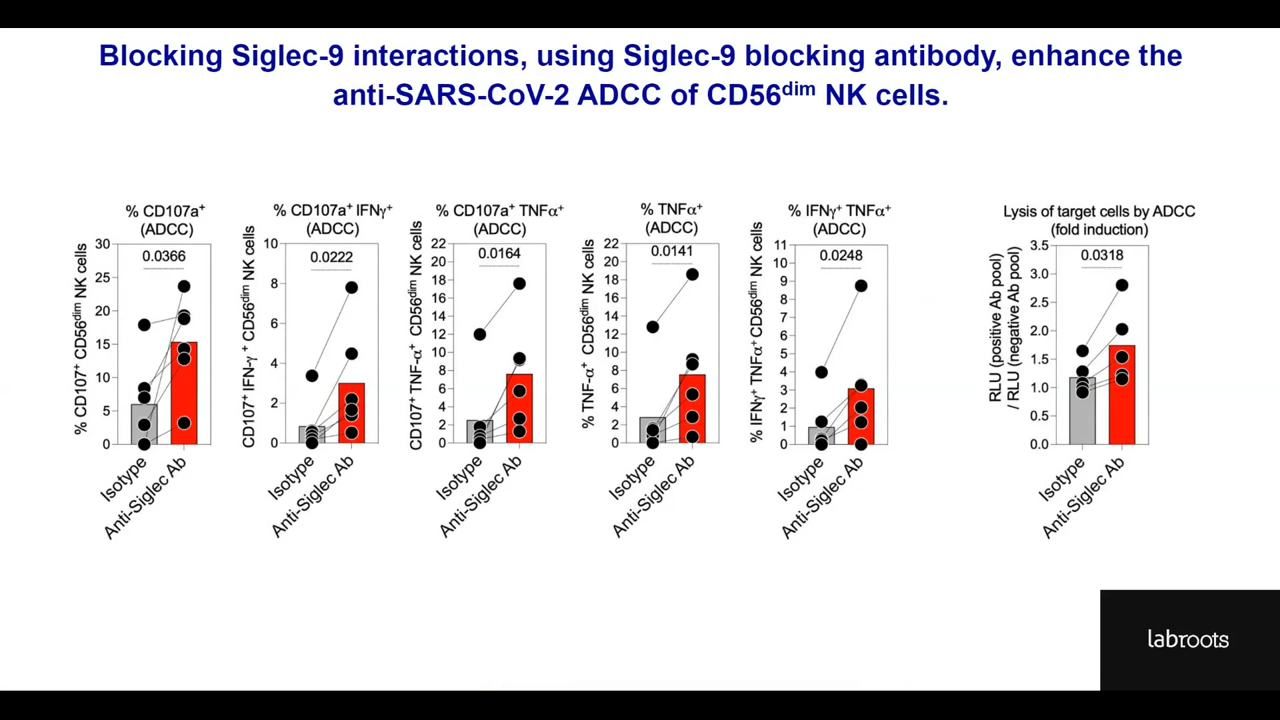 Blocking Siglec-9 interactions, using Siglec-9 blocking antibody, enhance the
anti-SARS-CoV-2 ADCC of CD56dim NK cells.
% CD107a+
(ADCC)
% CD107+ CD56dim NK cells
30
25
20
15
10
5
0
0.0366
Isotype
Anti-Siglec Ab
% CD107a+ IFNγ+
(ADCC)
CD107+ IFN-γ + CD56dim NK cells
10
8
6
4
2
0
0.0222
Isotype
Anti-Siglec Ab
% CD107a+ TNFα+
(ADCC)
CD107+ TNF-α+ CD56dim NK cells
22
20
18
16
14
12
10
8
6
4
2
0
0.0164
Isotype
Anti-Siglec Ab
% TNFα+
(ADCC)
% TNF-α+ CD56dim NK cells
22
20
18
16
14
12
10
8
6
4
2
0
0.0141
Isotype
Anti-Siglec Ab
% IFNγ+ TNFα+
(ADCC)
% IFNγ+ TNFα+ CD56dim NK cells
11
10
9
8
7
6
5
4
3
2
1
0
0.0248
Isotype
Anti-Siglec Ab
Lysis of target cells by ADCC
(fold induction)
RLU (positive Ab pool)
/ RLU (negative Ab pool)
3.5
3.0
2.5
2.0
1.5
1.0
0.5
0.0
0.0318
Isotype
Anti-Siglec Ab
labroots